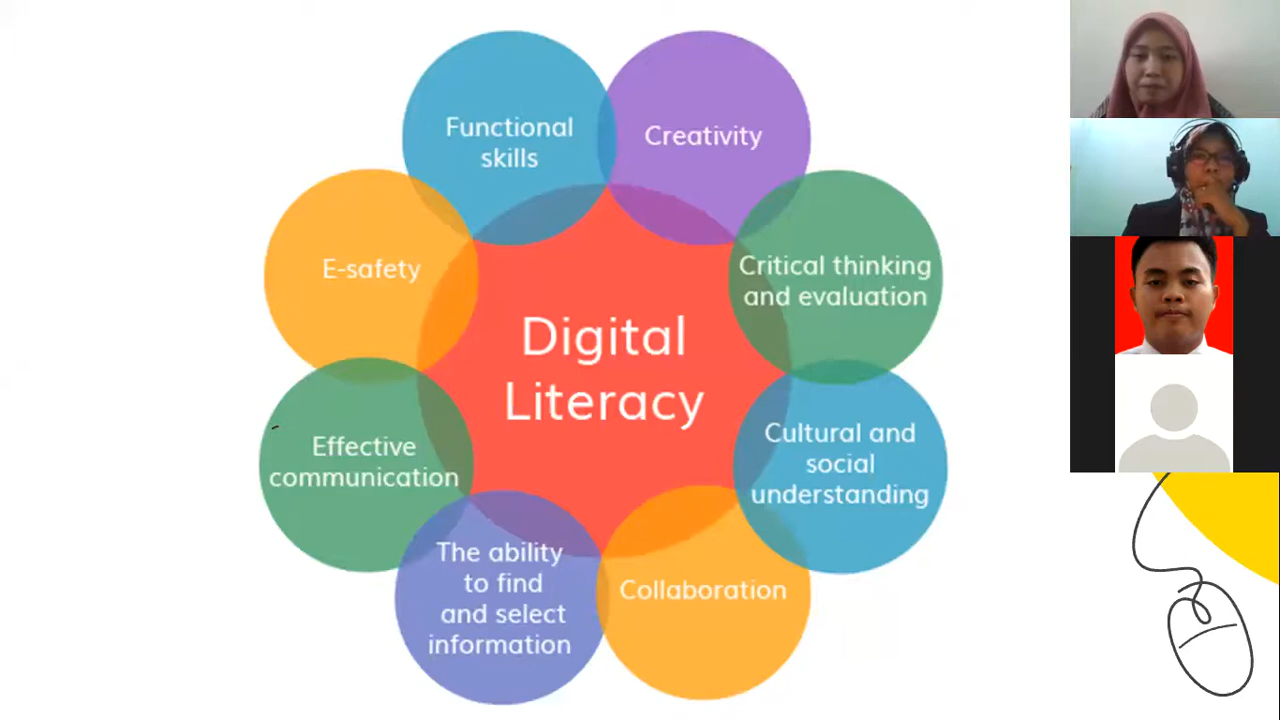 Functional
skills
Creativity
Critical thinking
and evaluation
Cultural and
social
understanding
Collaboration
The ability
to find
and select
information
Effective
communication
E-safety
Digital
Literacy